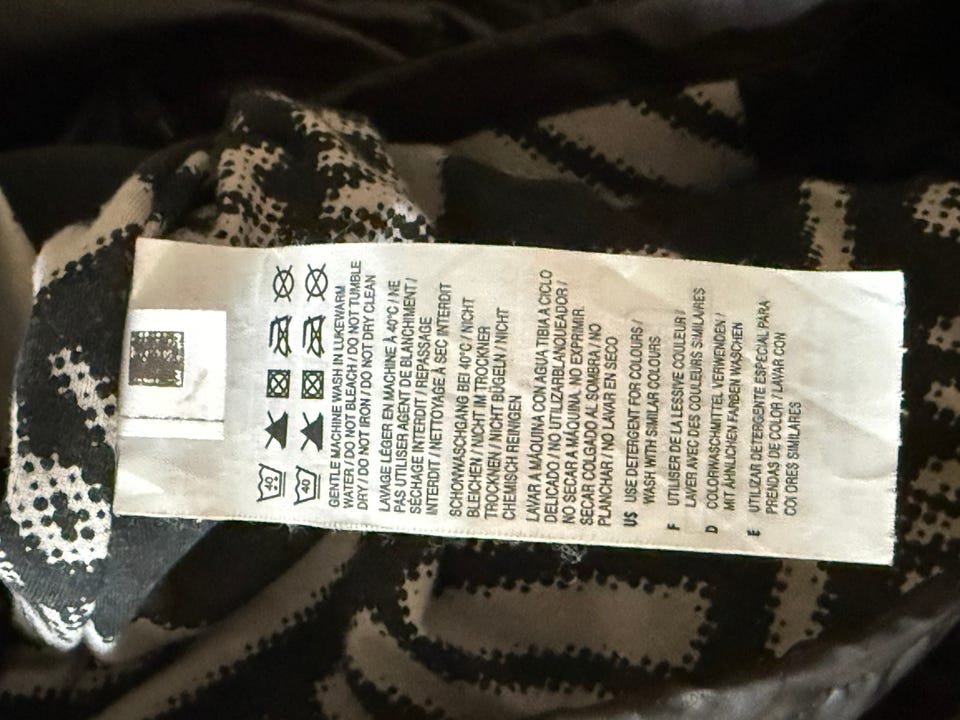 40
40
GENTLE MACHINE WASH IN LUKEWARM
WATER / DO NOT BLEACH / DO NOT TUMBLE
DRY / DO NOT IRON / DO NOT DRY CLEAN
LAVAGE LÉGER EN MACHINE À 40°C / NE
PAS UTILISER AGENT DE BLANCHIMENT /
SÉCHAGE INTERDIT / REPASSAGE
INTERDIT / NETTOYAGE À SEC INTERDIT
SCHONWASCHGANG BEI 40°C / NICHT
BLEICHEN / NICHT IM TROCKNER
TROCKNEN / NICHT BÜGELN / NICHT
CHEMISCH REINIGEN
LAVAR A MÁQUINA CON AGUA TIBIA A CICLO
DELICADO / NO UTILIZAR BLANQUEADOR /
NO SECAR A MÁQUINA, NO EXPRIMIR.
SECAR COLGADO AL SOMBERA / NO
PLANCHAR / NO LAVAR EN SECO
US USE DETERGENT FOR COLOURS /
WASH WITH SIMILAR COLOURS
F UTILISER DE LA LESSIVE COULEUR /
LAVER AVEC DES COULEURS SIMILAIRES
D COLORWASCHMITTEL VERWENDEN /
MIT ÄHNLICHEN FARBEN WASCHEN
E UTILIZAR DETERGENTE ESPECIAL PARA
PRENDAS DE COLOR / LAVAR CON
COLORES SIMILARES